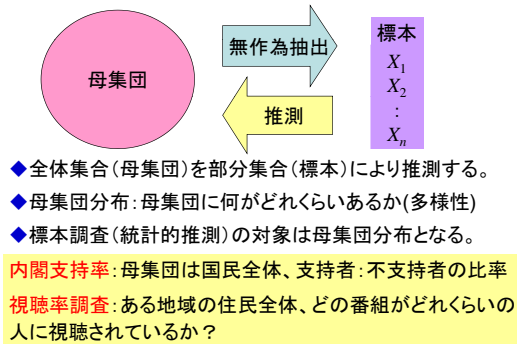 母集団
無作為抽出
推測
標本
X1
X2
:
Xn
◆全体集合(母集団)を部分集合(標本)により推測する。
◆母集団分布:母集団に何がどれくらいあるか(多様性)
◆標本調査(統計的推測)の対象は母集団分布となる。
内閣支持率:母集団は国民全体、支持者:不支持者の比率
視聴率調査:ある地域の住民全体、どの番組がどれくらいの
人に視聴されているか?